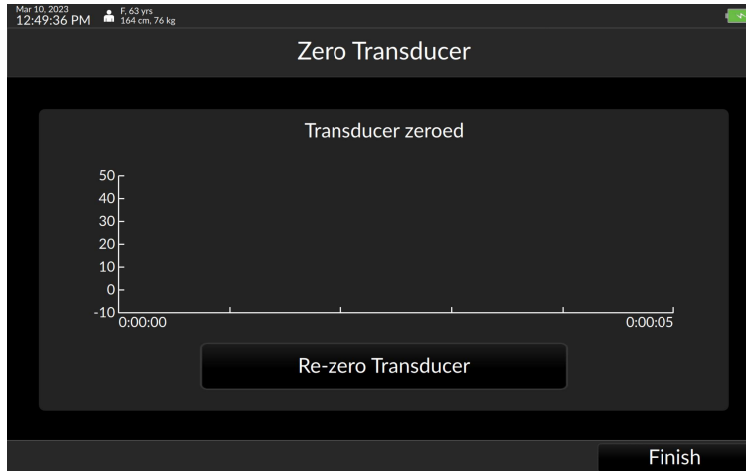 Mar 10, 2023
12:49:36 PM
F, 63 yrs
164 cm, 76 kg
Zero Transducer
Transducer zeroed
50
40
30
20
10
0
-10
0:00:00
0:00:05
Re-zero Transducer
Finish